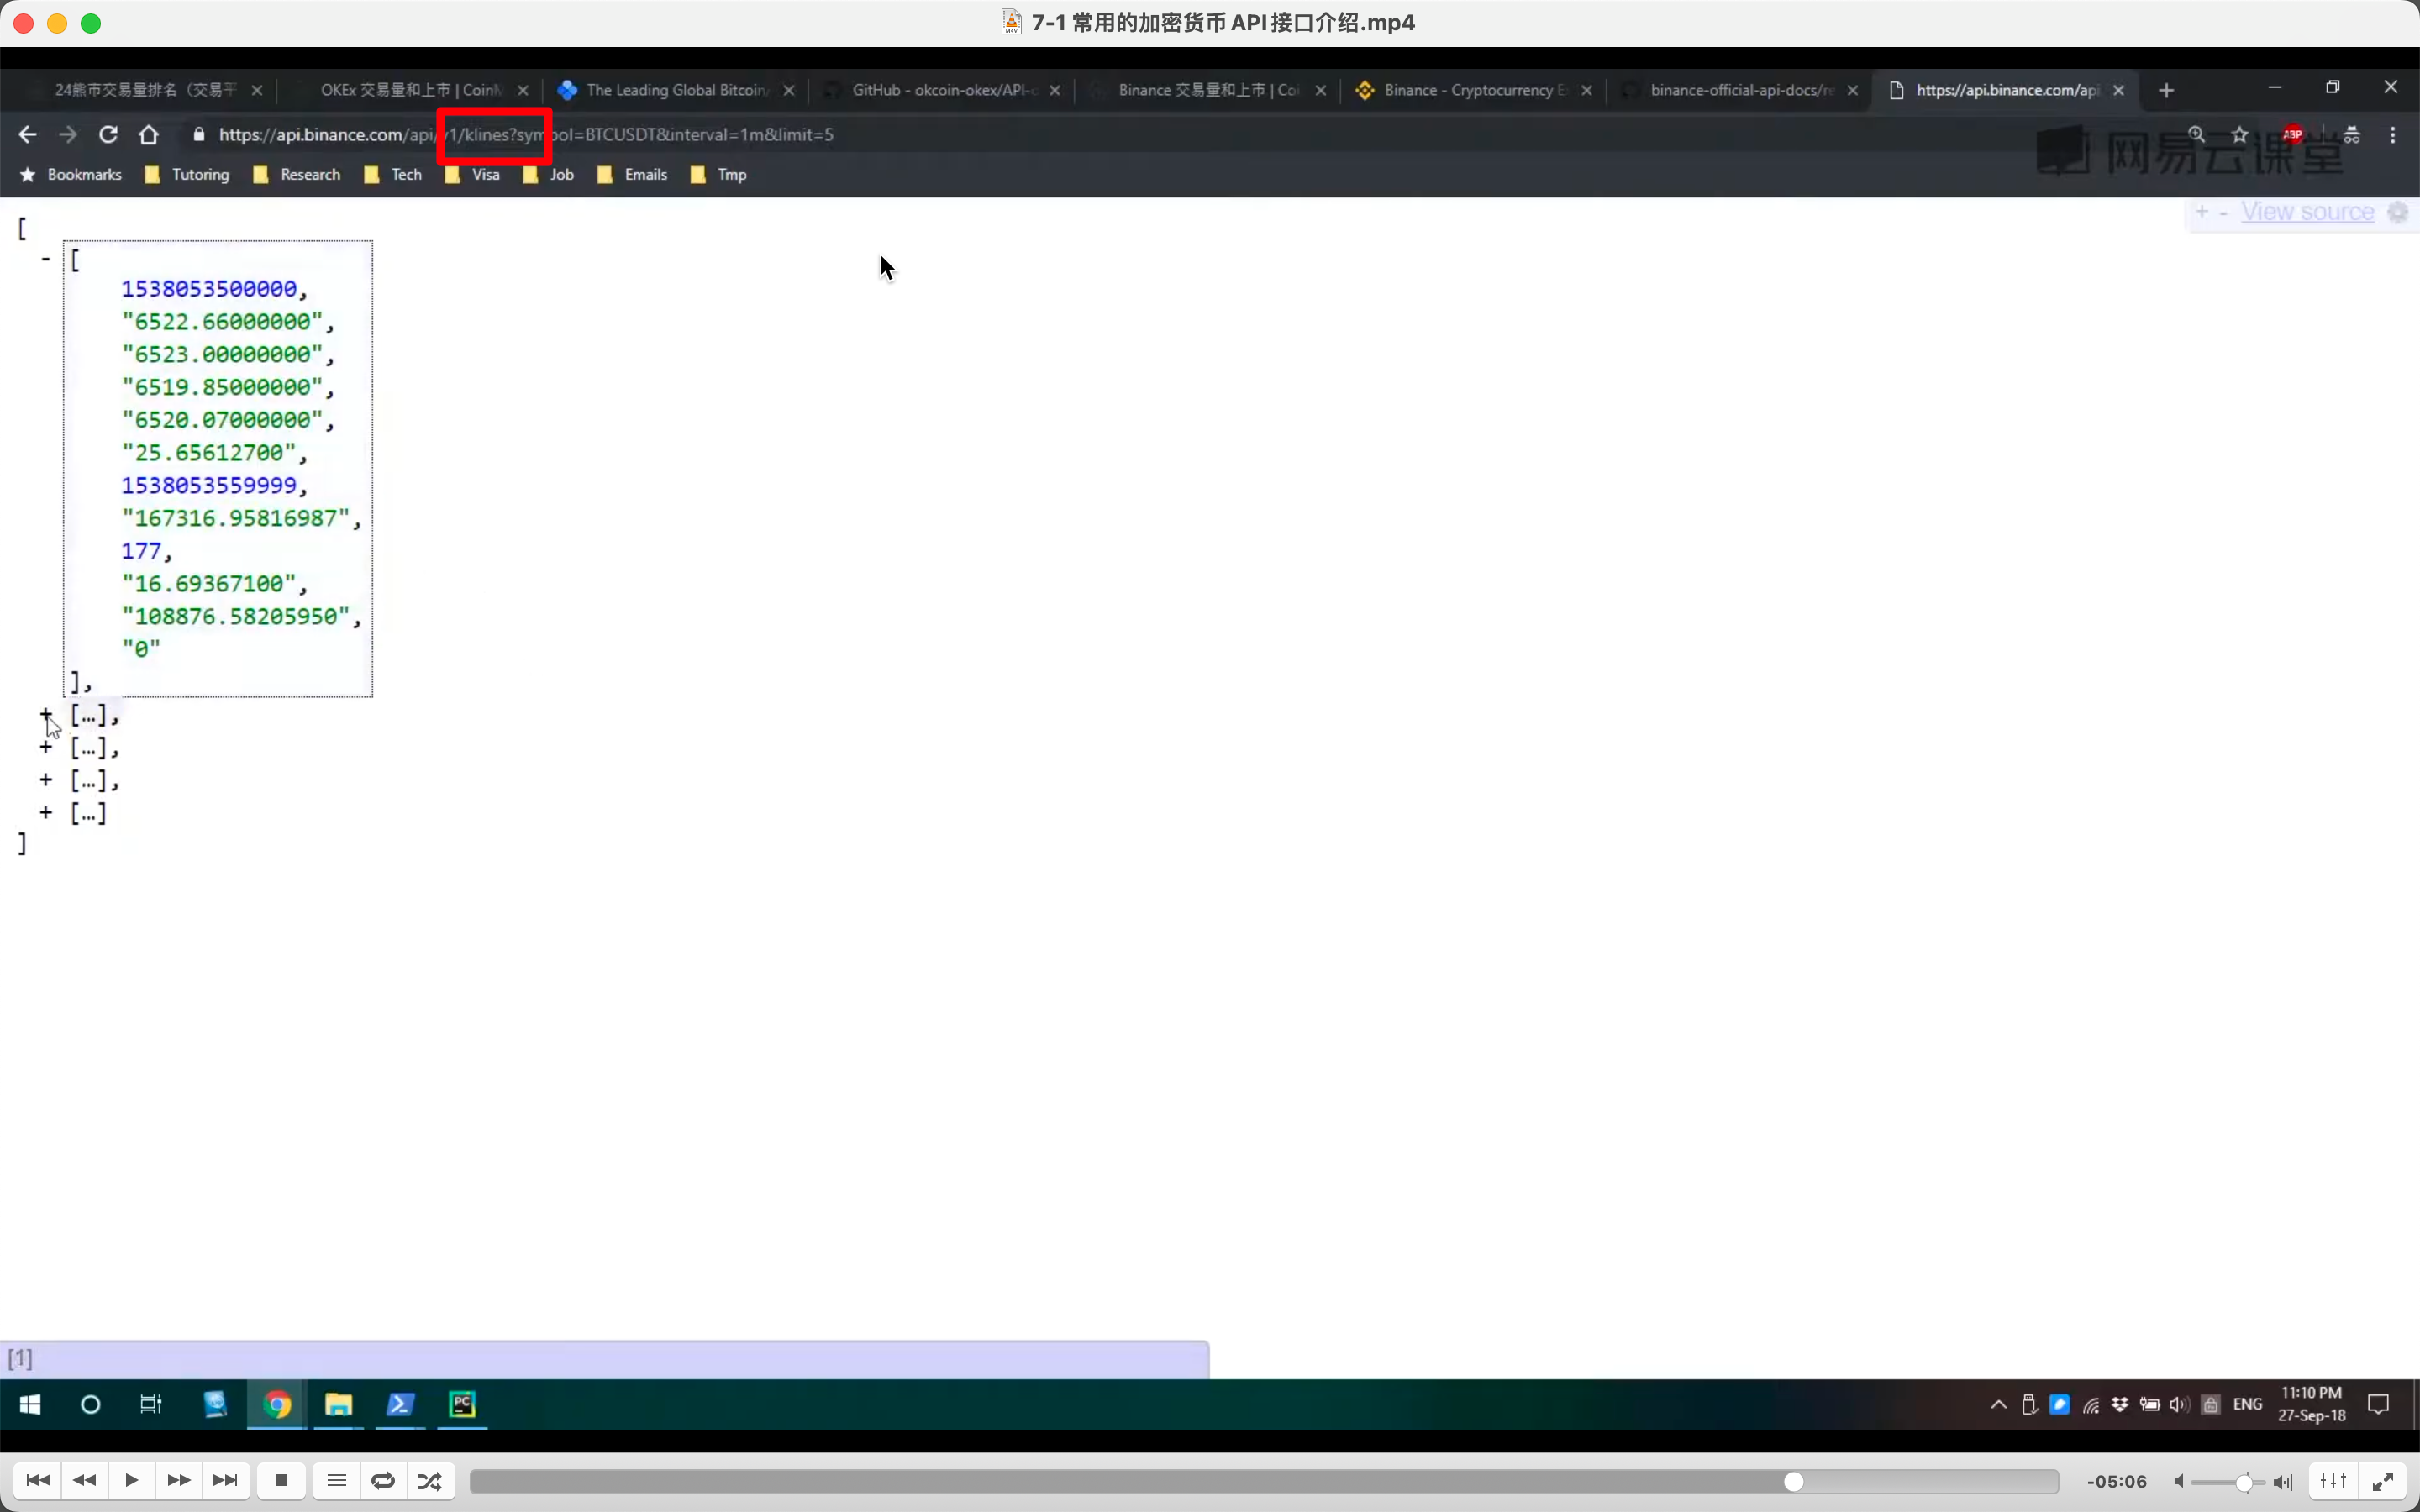 7-1 常用的加密货币 API 接口介绍.mp4
24熊市交易量排名（交易平
OKEx 交易量和上市 | CoinM
The Leading Global Bitcoin/
GitHub - okcoin-okex/API-
Binance 交易量和上市 | Coi
Binance - Cryptocurrency E
binance-official-api-docs/re
https://api.binance.com/api
https://api.binance.com/api/v1/klines?symbol=BTCUSDT&interval=1m&limit=5
ABP
网易云课堂
Bookmarks Tutoring Research Tech Visa Job Emails Tmp
+ - View source
[
- [
1538053500000,
"6522.66000000",
"6523.00000000",
"6519.85000000",
"6520.07000000",
"25.65612700",
1538053559999,
"167316.95816987",
177,
"16.69367100",
"108876.58205950",
"0"
],
+ […],
+ […],
+ […],
+ […]
]
[1]
PC
ENG
11:10 PM
27-Sep-18
-05:06